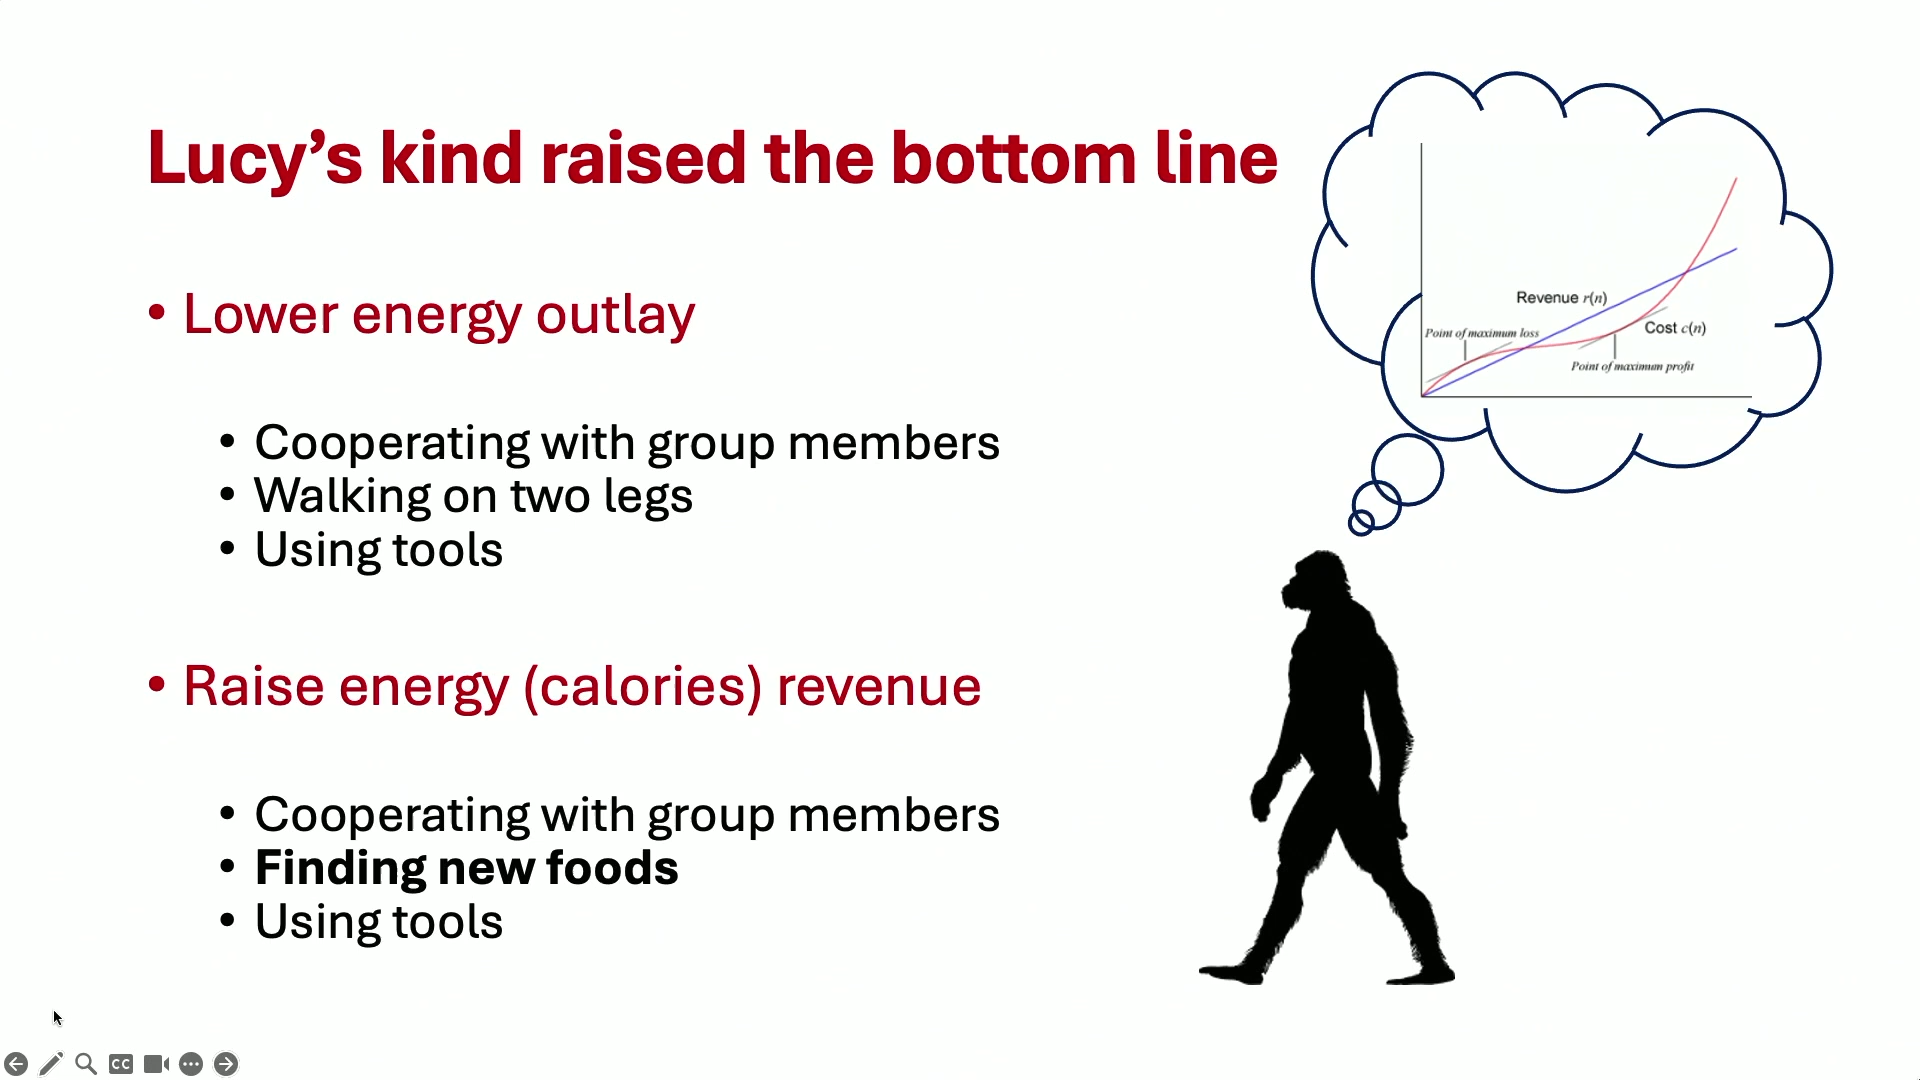 Lucy’s kind raised the bottom line
• Lower energy outlay
• Cooperating with group members
• Walking on two legs
• Using tools
• Raise energy (calories) revenue
• Cooperating with group members
• Finding new foods
• Using tools
Revenue r(n)
Point of maximum loss
Cost c(n)
Point of maximum profit
CC